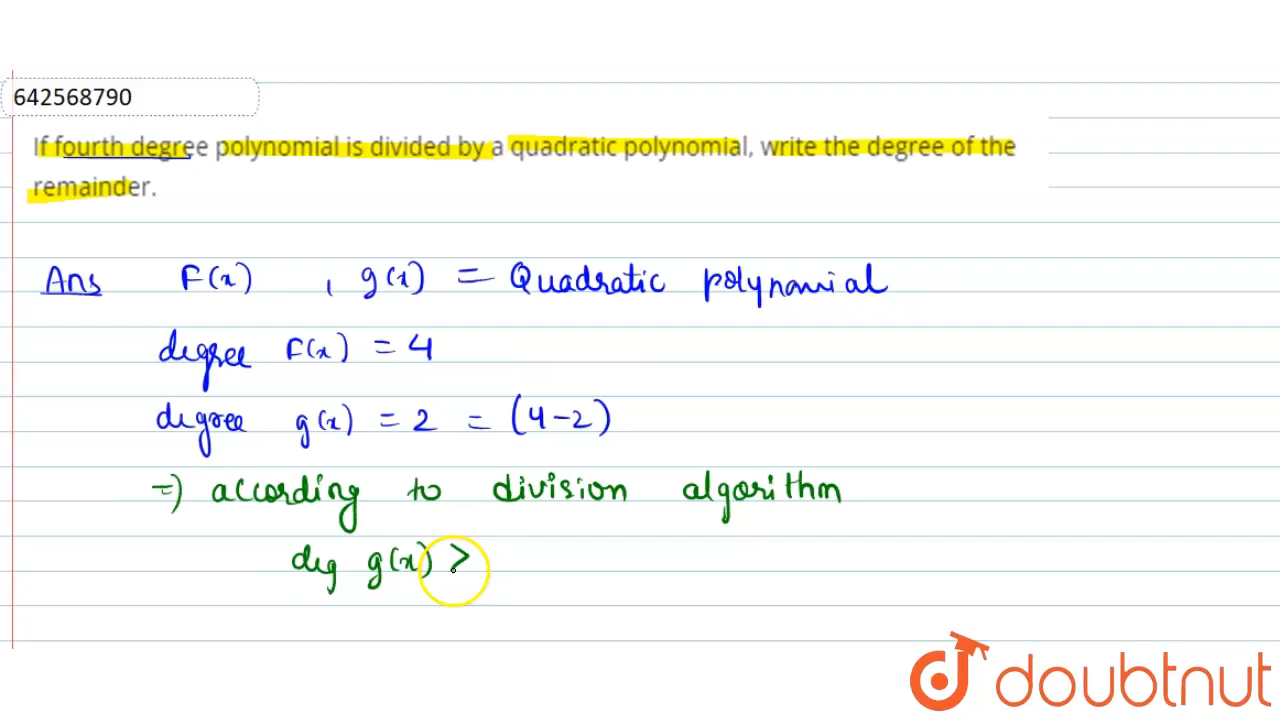 642568790
If fourth degree polynomial is divided by a quadratic polynomial, write the degree of the
remainder.
Ans F(x) , g(x) = Quadratic polynomial
degree F(x) = 4
degree g(x) = 2 = (4-2)
=) according to division algorithm
deg g(x) >
doubtnut